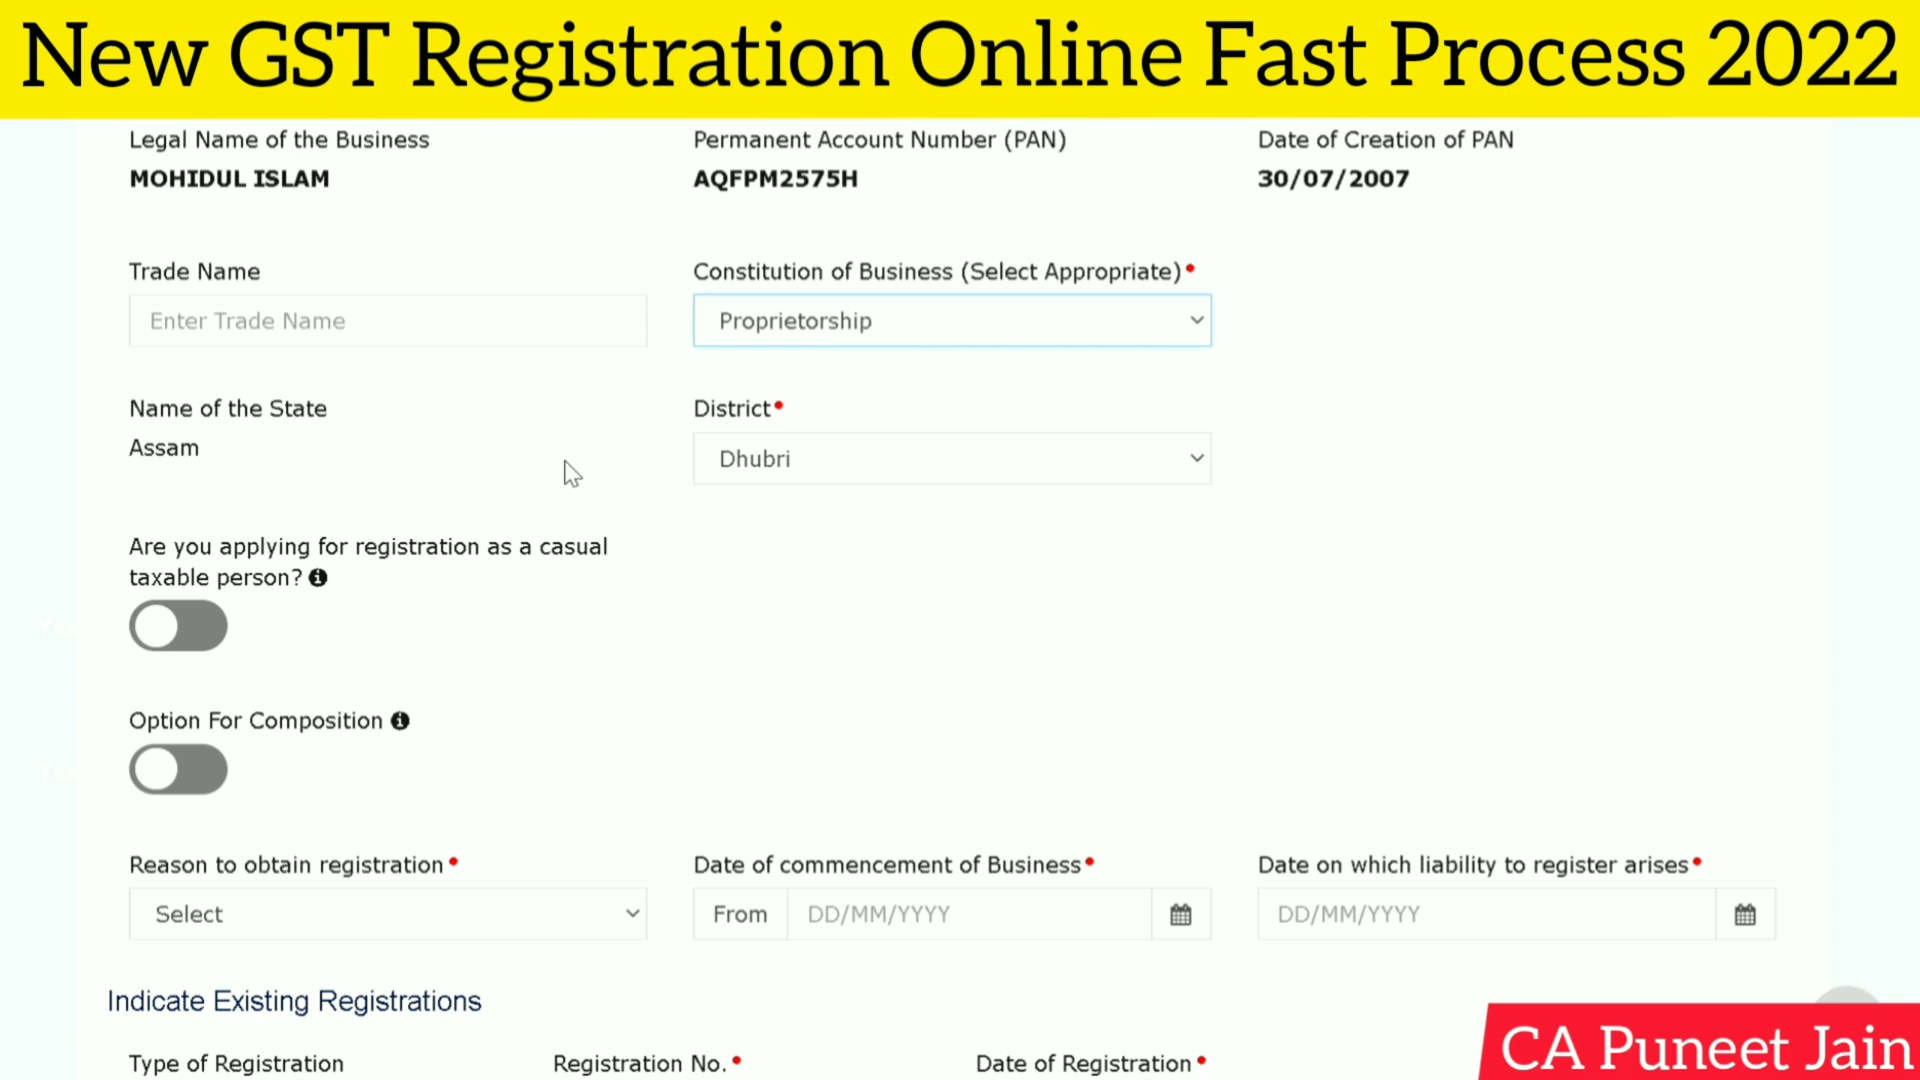 New GST Registration Online Fast Process 2022
Legal Name of the Business
Permanent Account Number (PAN)
Date of Creation of PAN
MOHIDUL ISLAM
AQFPM2575H
30/07/2007
Trade Name
Constitution of Business (Select Appropriate)
Enter Trade Name
Proprietorship
Name of the State
District
Assam
Dhubri
Are you applying for registration as a casual
taxable person?
Option For Composition
Reason to obtain registration
Date of commencement of Business
Date on which liability to register arises
Select
From
DD/MM/YYYY
DD/MM/YYYY
Indicate Existing Registrations
Type of Registration
Registration No.
Date of Registration
CA Puneet Jain